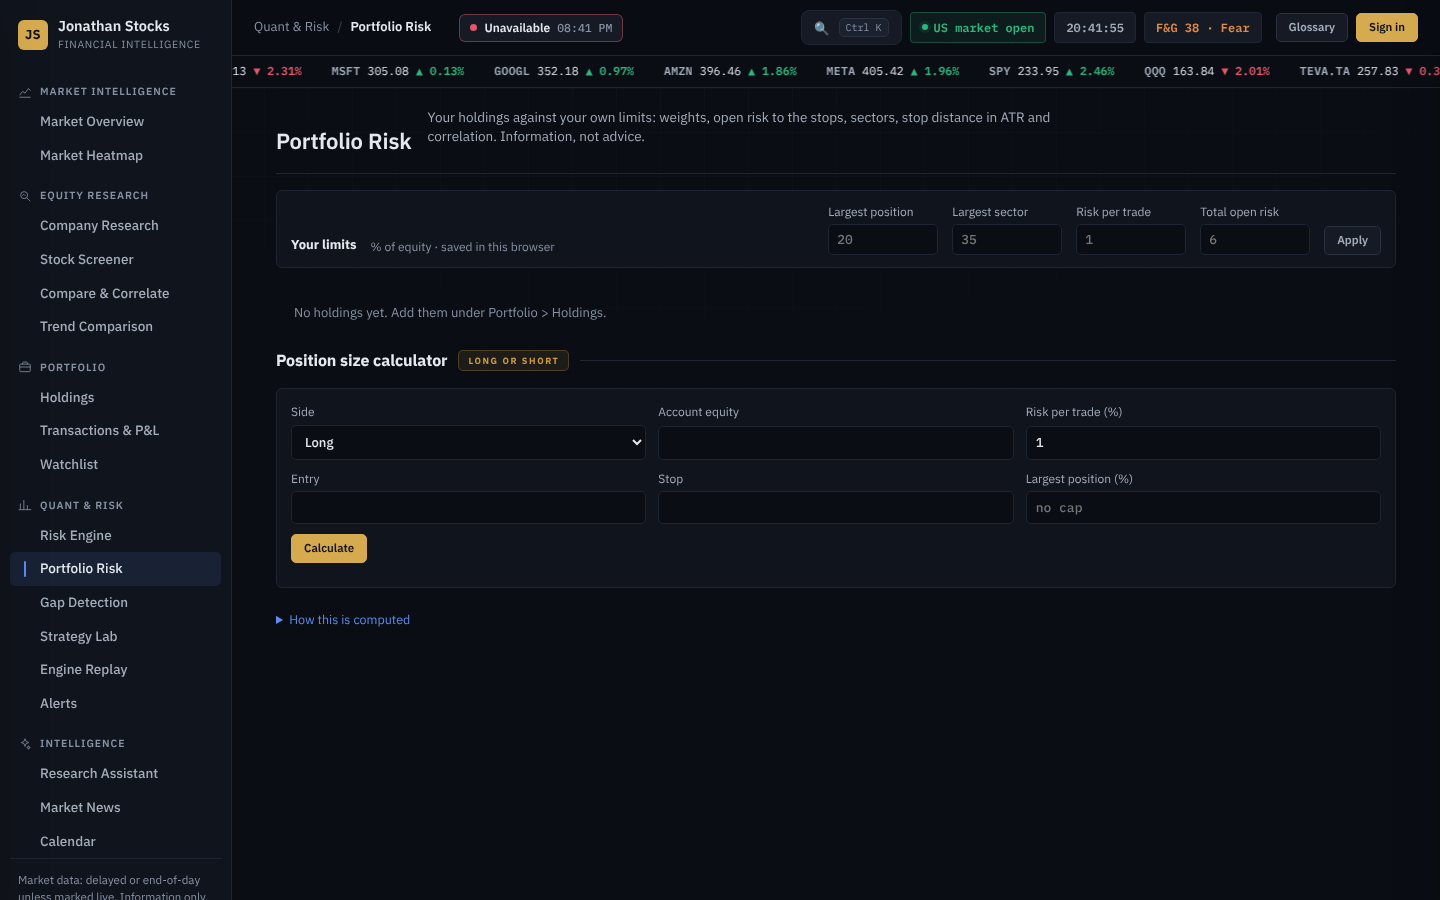 JS
Jonathan Stocks
FINANCIAL INTELLIGENCE
MARKET INTELLIGENCE
Market Overview
Market Heatmap
EQUITY RESEARCH
Company Research
Stock Screener
Compare & Correlate
Trend Comparison
PORTFOLIO
Holdings
Transactions & P&L
Watchlist
QUANT & RISK
Risk Engine
Portfolio Risk
Gap Detection
Strategy Lab
Engine Replay
Alerts
INTELLIGENCE
Research Assistant
Market News
Calendar
Market data: delayed or end-of-day
unless marked live. Information only,
Quant & Risk / Portfolio Risk
Unavailable 08:41 PM
Ctrl K
US market open
20:41:55
F&G 38 · Fear
Glossary
Sign in
13 ▼ 2.31% MSFT 305.08 ▲ 0.13% GOOGL 352.18 ▲ 0.97% AMZN 396.46 ▲ 1.86% META 405.42 ▲ 1.96% SPY 233.95 ▲ 2.46% QQQ 163.84 ▼ 2.01% TEVA.TA 257.83 ▼ 0.3
Portfolio Risk
Your holdings against your own limits: weights, open risk to the stops, sectors, stop distance in ATR and
correlation. Information, not advice.
Your limits % of equity · saved in this browser
Largest position Largest sector Risk per trade Total open risk
20 35 1 6 Apply
No holdings yet. Add them under Portfolio > Holdings.
Position size calculator LONG OR SHORT
Side Account equity Risk per trade (%)
Long 1
Entry Stop Largest position (%)
no cap
Calculate
▶ How this is computed